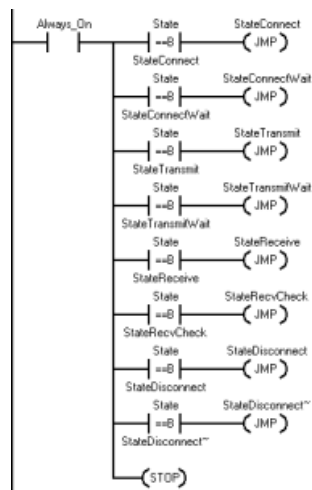 Always_On State StateConnect
==B JMP
StateConnect
State StateConnectWait
==B JMP
StateConnectWait
State StateTransmit
==B JMP
StateTransmit
State StateTransmitWait
==B JMP
StateTransmitWait
State StateReceive
==B JMP
StateReceive
State StateRecvCheck
==B JMP
StateRecvCheck
State StateDisconnect
==B JMP
StateDisconnect
State StateDisconnect~
==B JMP
StateDisconnect~
STOP